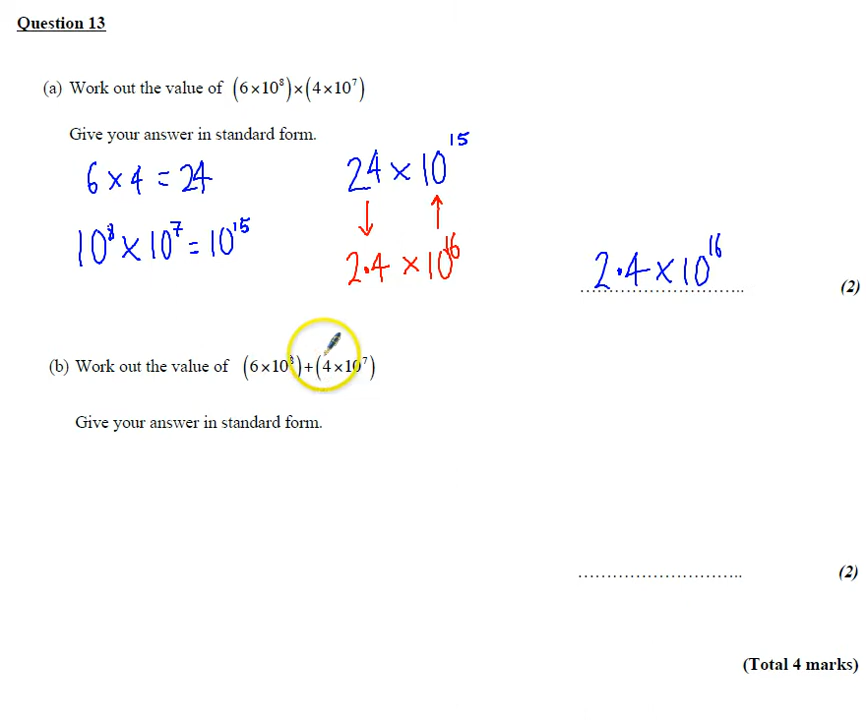 Question 13
(a) Work out the value of (6×10⁸)×(4×10⁷)
Give your answer in standard form.
6 × 4 = 24
10⁸ × 10⁷ = 10¹⁵
24 × 10¹⁵
2.4 × 10¹⁶
2.4 × 10¹⁶
(2)
(b) Work out the value of (6×10⁸)+(4×10⁷)
Give your answer in standard form.
(2)
(Total 4 marks)